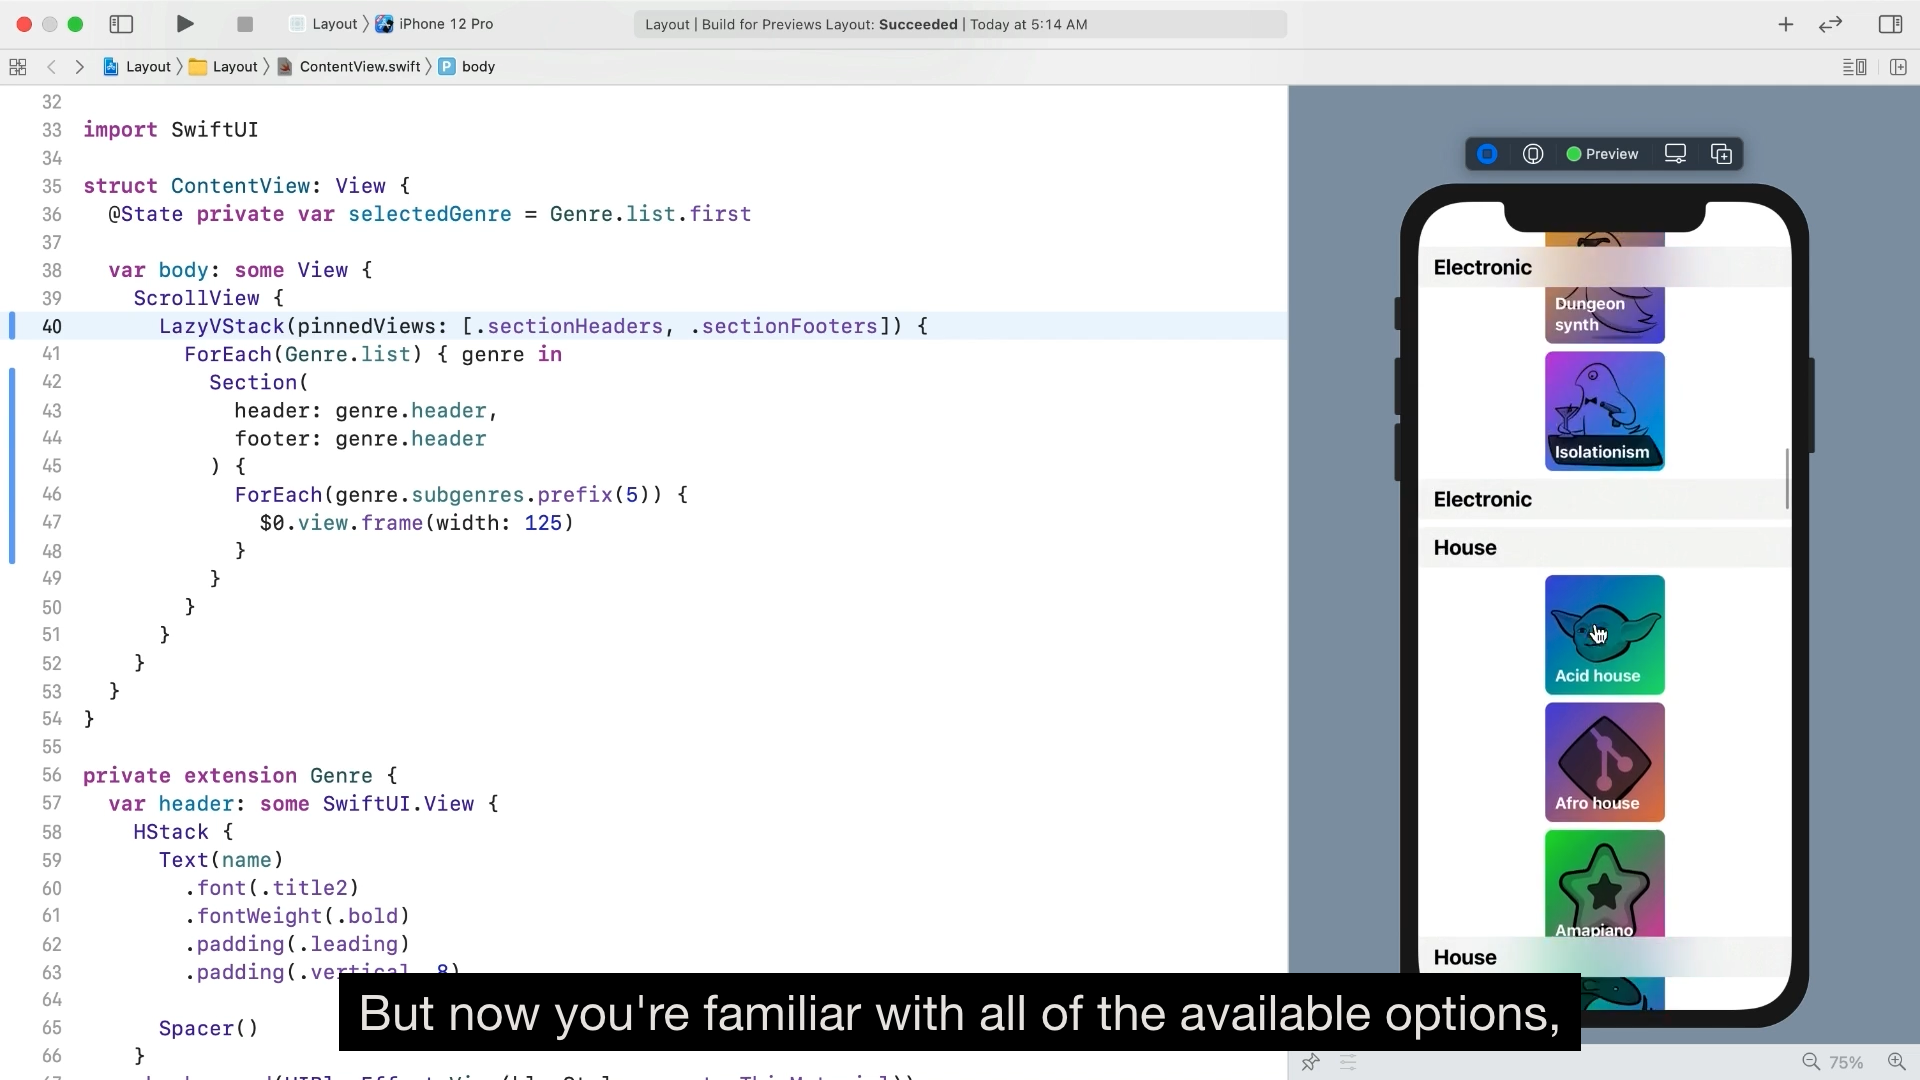 Layout iPhone 12 Pro
Layout | Build for Previews Layout: Succeeded | Today at 5:14 AM
Layout Layout ContentView.swift P body
32
33 import SwiftUI
34
35 struct ContentView: View {
36 @State private var selectedGenre = Genre.list.first
37
38 var body: some View {
39 ScrollView {
40 LazyVStack(pinnedViews: [.sectionHeaders, .sectionFooters]) {
41 ForEach(Genre.list) { genre in
42 Section(
43 header: genre.header,
44 footer: genre.header
45 ) {
46 ForEach(genre.subgenres.prefix(5)) {
47 $0.view.frame(width: 125)
48 }
49 }
50 }
51 }
52 }
53 }
54 }
55
56 private extension Genre {
57 var header: some SwiftUI.View {
58 HStack {
59 Text(name)
60 .font(.title2)
61 .fontWeight(.bold)
62 .padding(.leading)
63 .padding(.vertical, 8)
64
65 Spacer()
66 }
Preview
Electronic
Dungeon
synth
Isolationism
Electronic
House
Acid house
Afro house
Amapiano
House
But now you're familiar with all of the available options,
75%